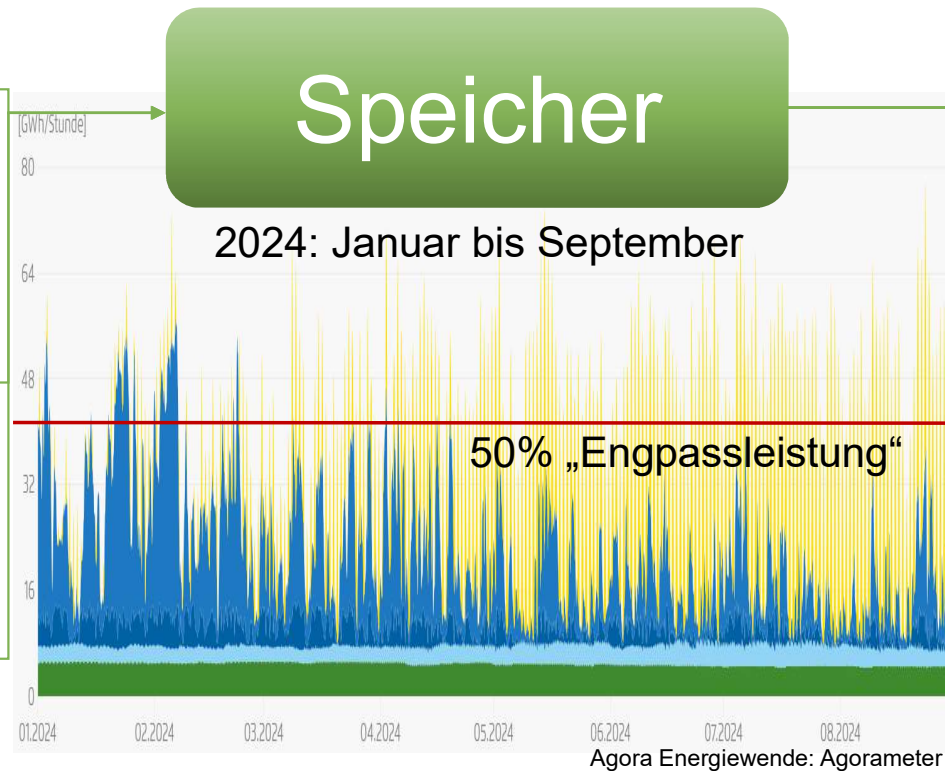 Speicher
[GWh/Stunde]
80
2024: Januar bis September
64
48
50% „Engpassleistung“
32
16
0
01.2024 02.2024 03.2024 04.2024 05.2024 06.2024 07.2024 08.2024
Agora Energiewende: Agorameter